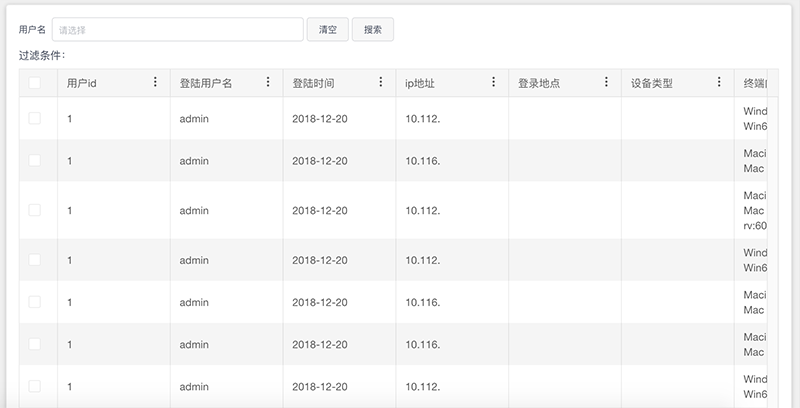 用户名 请选择 清空 搜索
过滤条件：
用户id 登陆用户名 登陆时间 ip地址 登录地点 设备类型 终端
1 admin 2018-12-20 10.112. Wind
Win6
1 admin 2018-12-20 10.116. Maci
Mac
1 admin 2018-12-20 10.112. Maci
Mac
rv:60
1 admin 2018-12-20 10.112. Wind
Win6
1 admin 2018-12-20 10.116. Maci
Mac
1 admin 2018-12-20 10.116. Maci
Mac
1 admin 2018-12-20 10.112. Wind
Win6